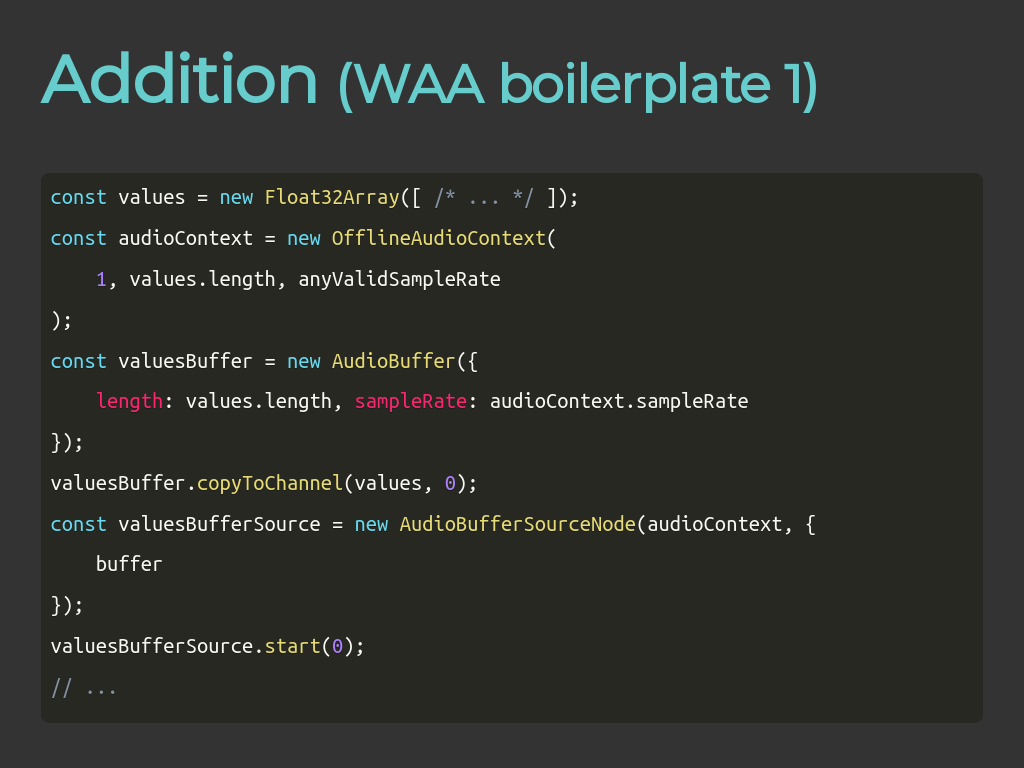 Addition (WAA boilerplate 1)
const values = new Float32Array([ /* ... */ ]);
const audioContext = new OfflineAudioContext(
    1, values.length, anyValidSampleRate
);
const valuesBuffer = new AudioBuffer({
    length: values.length, sampleRate: audioContext.sampleRate
});
valuesBuffer.copyToChannel(values, 0);
const valuesBufferSource = new AudioBufferSourceNode(audioContext, {
    buffer
});
valuesBufferSource.start(0);
// ...